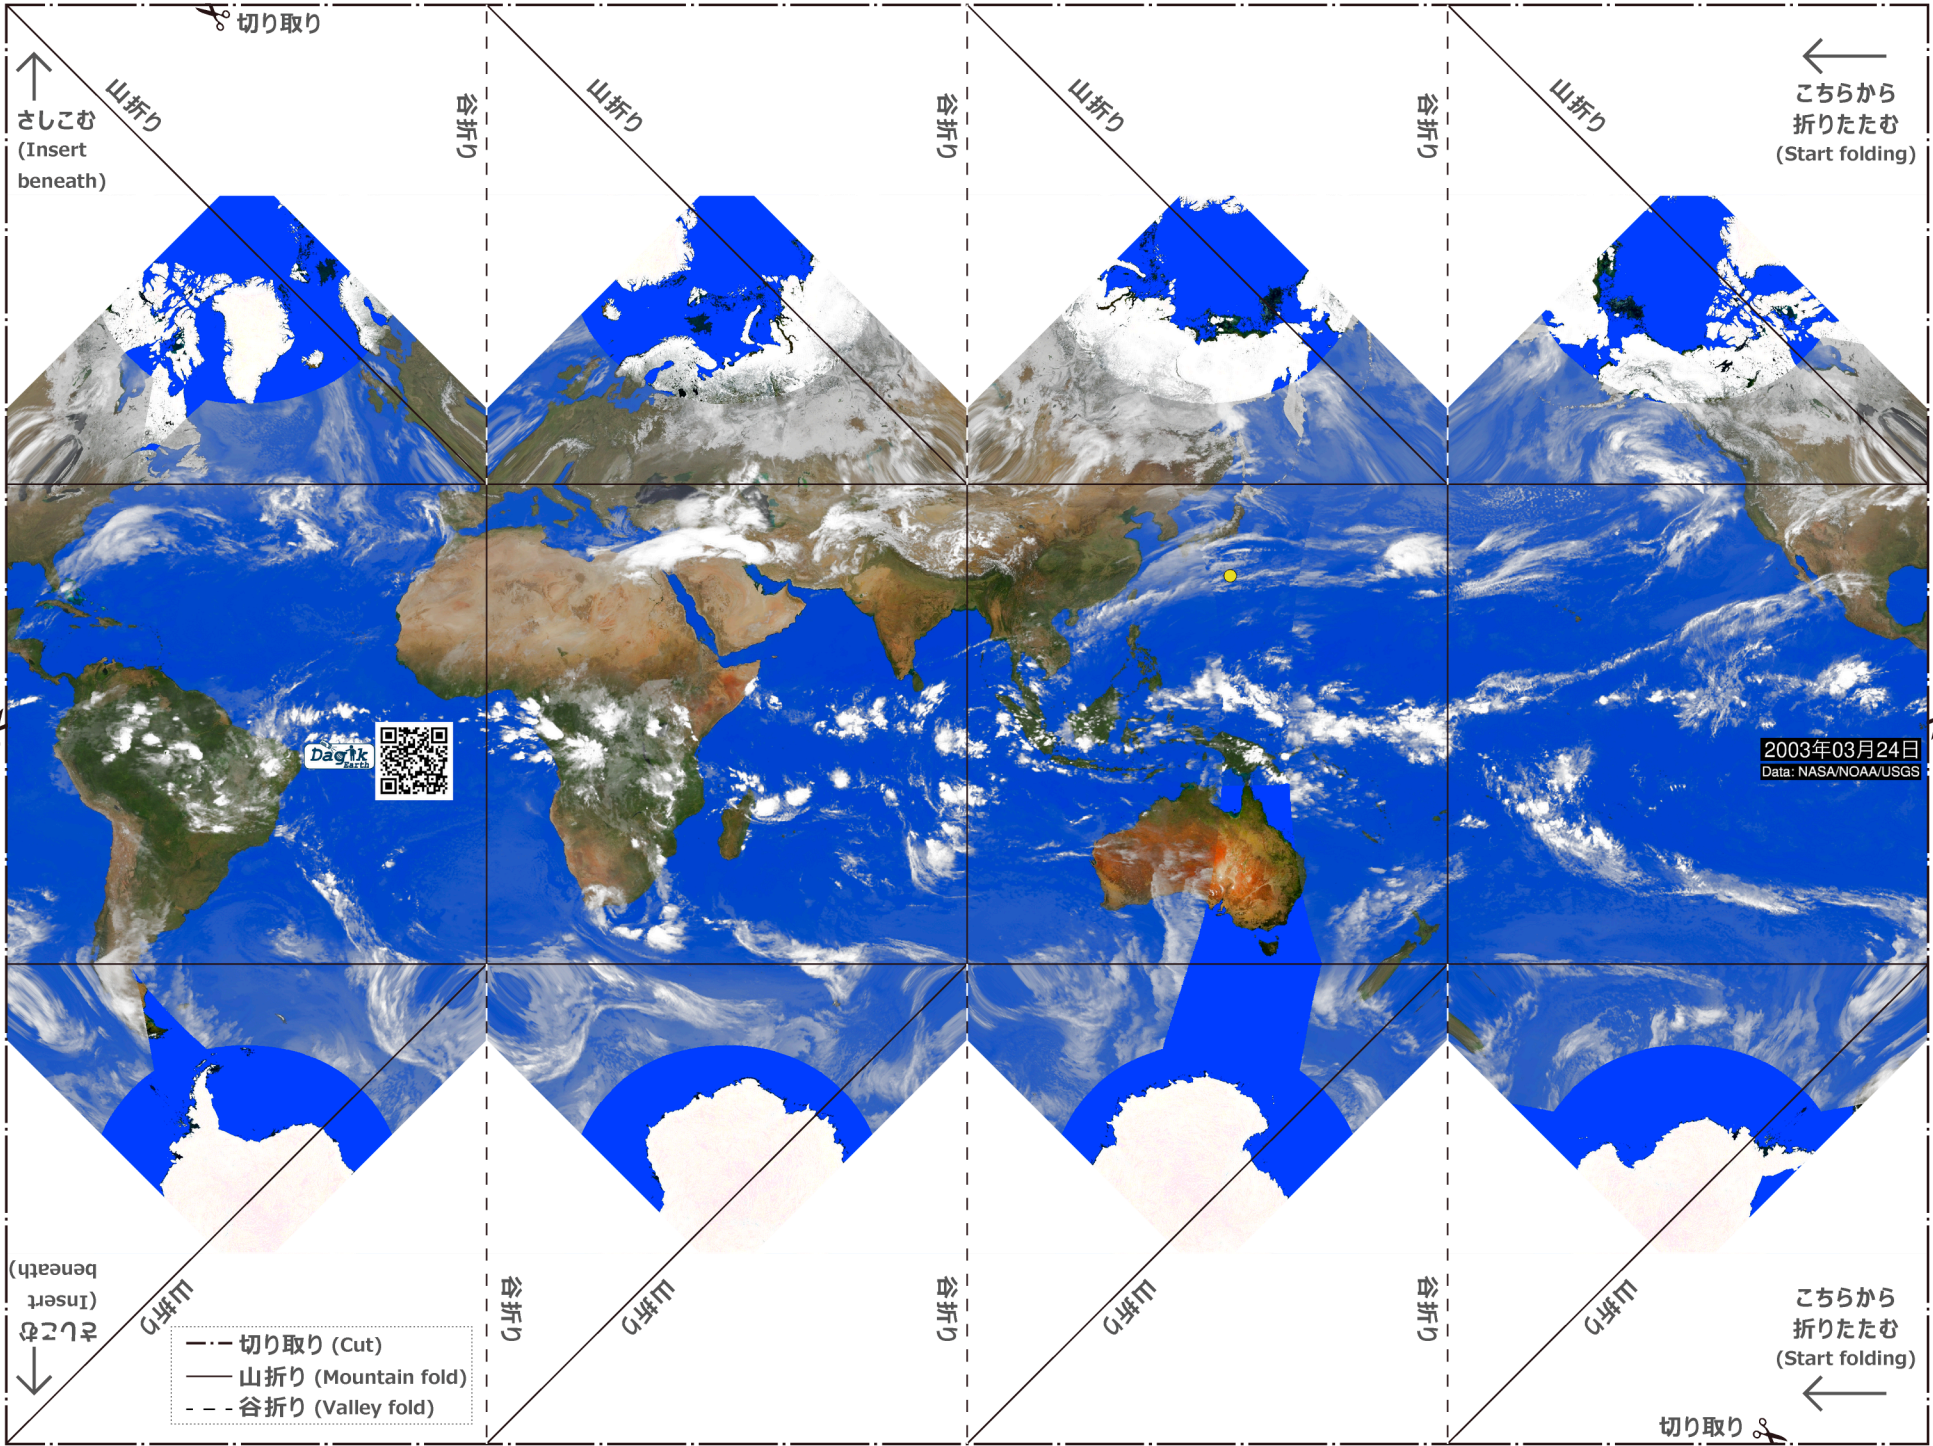 切り取り
山折り
谷折り
山折り
谷折り
山折り
谷折り
山折り
こちらから
折りたたむ
(Start folding)
さしこむ
(Insert
beneath)
Dagik
Earth
2003年03月24日
Data: NASA/NOAA/USGS
さしこむ
(Insert
beneath)
山折り
谷折り
山折り
谷折り
山折り
谷折り
山折り
こちらから
折りたたむ
(Start folding)
切り取り (Cut)
山折り (Mountain fold)
谷折り (Valley fold)
切り取り